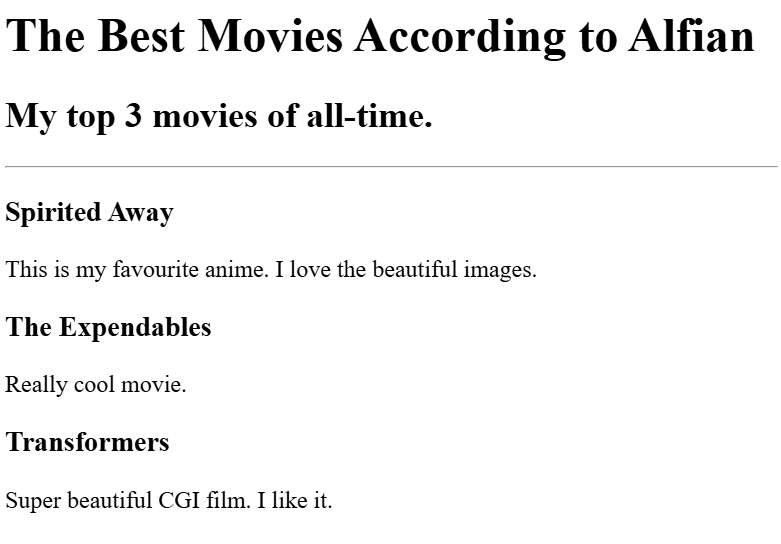 The Best Movies According to Alfian
My top 3 movies of all-time.
Spirited Away
This is my favourite anime. I love the beautiful images.
The Expendables
Really cool movie.
Transformers
Super beautiful CGI film. I like it.